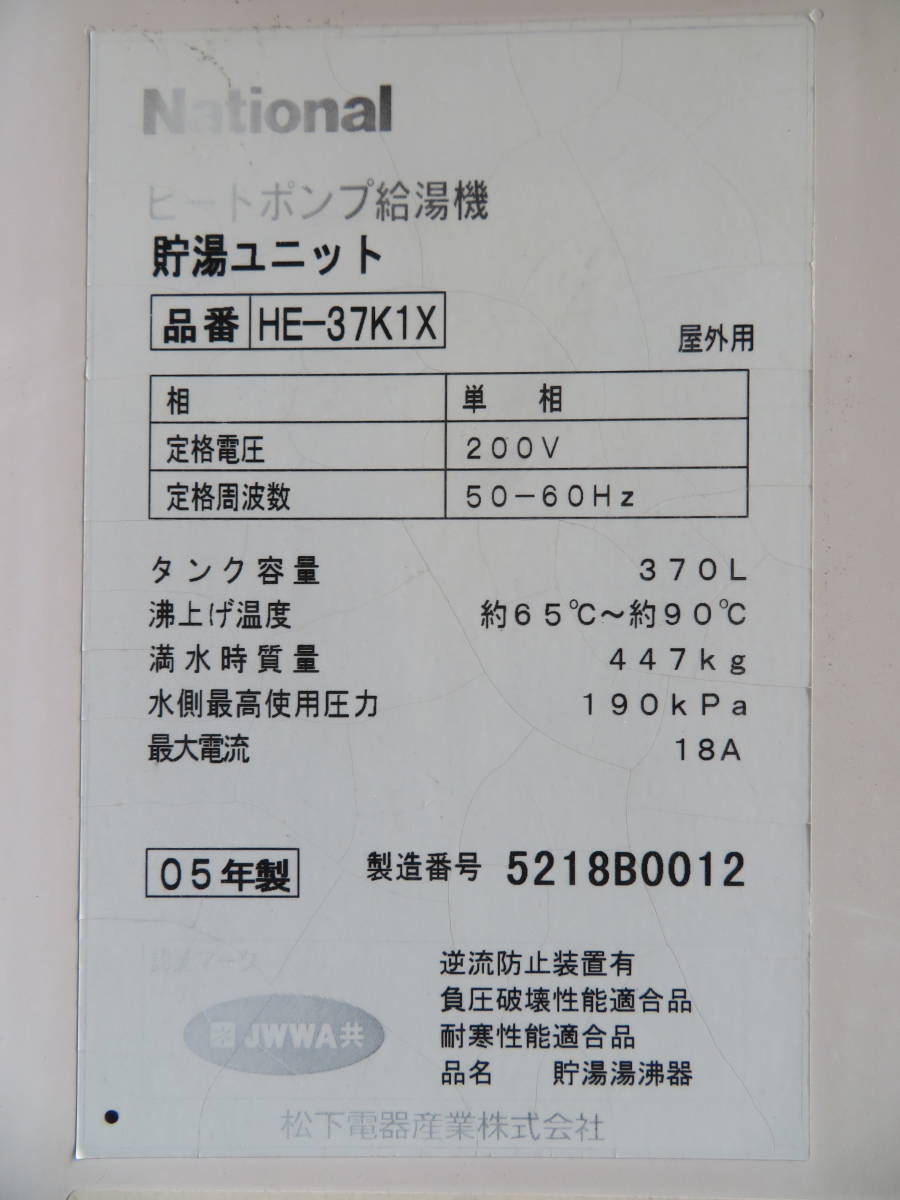 National
ヒートポンプ給湯機
貯湯ユニット
品番 HE-37K1X
屋外用
相 単 相
定格電圧 200V
定格周波数 50-60Hz
タンク容量 370L
沸上げ温度 約65℃~約90℃
満水時質量 447kg
水側最高使用圧力 190kPa
最大電流 18A
05年製 製造番号 5218B0012
逆流防止装置有
負圧破壊性能適合品
耐寒性能適合品
品名 貯湯湯沸器
JWWA共
松下電器産業株式会社